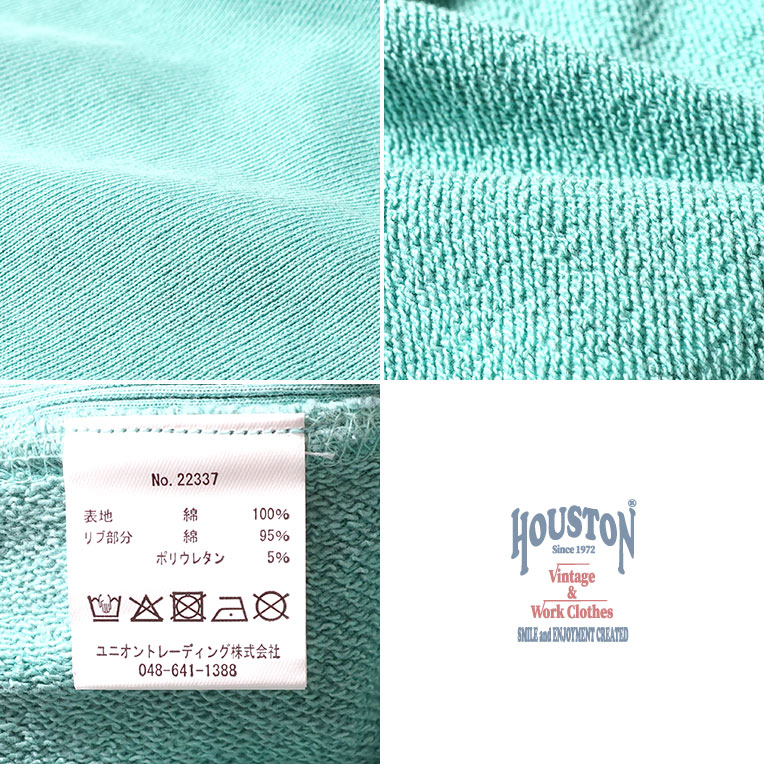 No. 22337
表地 綿 100%
リブ部分 綿 95%
ポリウレタン 5%
ユニオントレーディング株式会社
048-641-1388
HOUSTON®
Since 1972
Vintage
&
Work Clothes
SMILE and ENJOYMENT CREATED